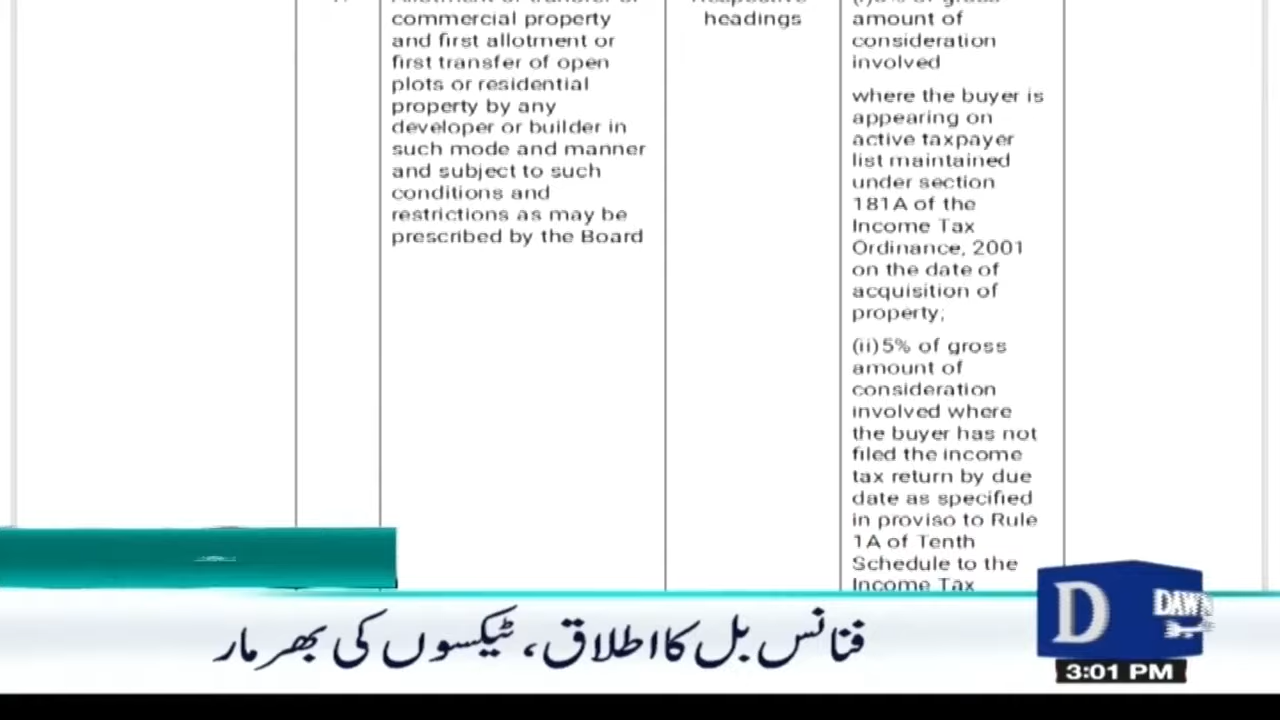 commercial property
and first allotment or
first transfer of open
plots or residential
property by any
developer or builder in
such mode and manner
and subject to such
conditions and
restrictions as may be
prescribed by the Board
headings
amount of
consideration
involved
where the buyer is
appearing on
active taxpayer
list maintained
under section
181A of the
Income Tax
Ordinance, 2001
on the date of
acquisition of
property;
(ii)5% of gross
amount of
consideration
involved where
the buyer has not
filed the income
tax return by due
date as specified
in proviso to Rule
1A of Tenth
Schedule to the
Income Tax
فنانس بل کا اطلاق، ٹیکسوں کی بھرمار
D
DAWN
3:01 PM